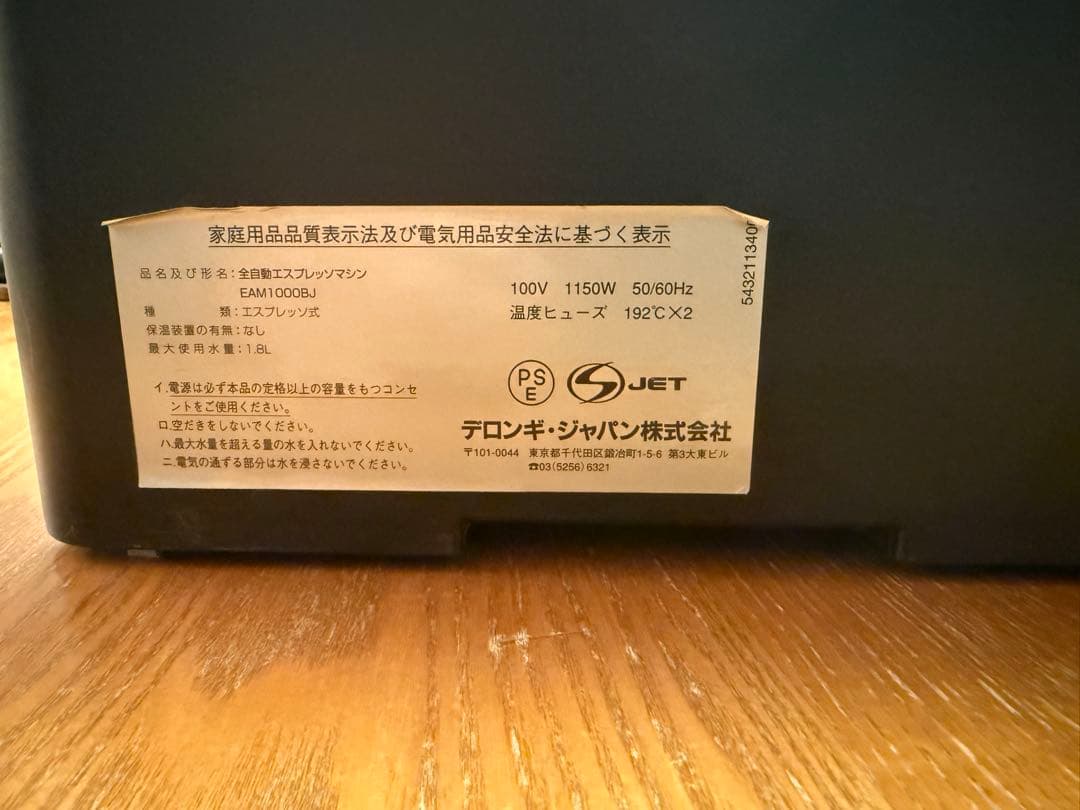 家庭用品品質表示法及び電気用品安全法に基づく表示
品名及び形名：全自動エスプレッソマシン
EAM1000BJ
種　　　類：エスプレッソ式
保温装置の有無：なし
最大使用水量：1.8L
イ.電源は必ず本品の定格以上の容量をもつコンセ
ントをご使用ください。
ロ.空だきをしないでください。
ハ.最大水量を超える量の水を入れないでください。
ニ.電気の通ずる部分は水を浸さないでください。
100V 1150W 50/60Hz
温度ヒューズ 192℃×2
PS
E
JET
デロンギ・ジャパン株式会社
〒101-0044 東京都千代田区鍛冶町1-5-6 第3大東ビル
☎03(5256)6321
5432113400